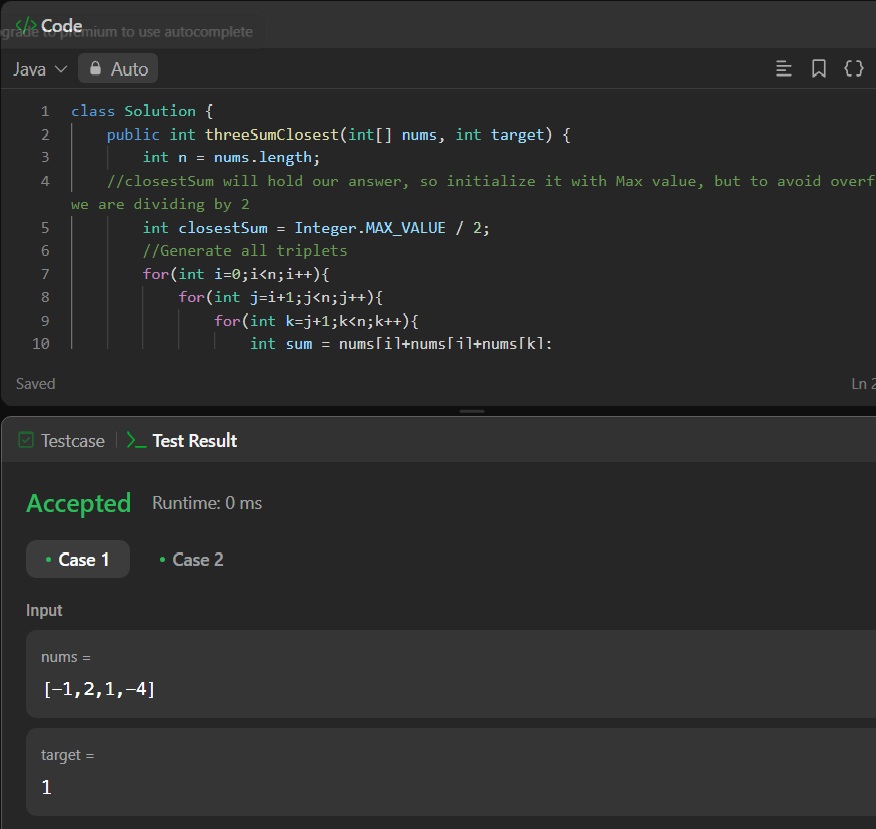 </> Code
grade to premium to use autocomplete
Java Auto
1 class Solution {
2 public int threeSumClosest(int[] nums, int target) {
3 int n = nums.length;
4 //closestSum will hold our answer, so initialize it with Max value, but to avoid overf
we are dividing by 2
5 int closestSum = Integer.MAX_VALUE / 2;
6 //Generate all triplets
7 for(int i=0;i<n;i++){
8 for(int j=i+1;j<n;j++){
9 for(int k=j+1;k<n;k++){
10 int sum = nums[i]+nums[j]+nums[k];
Saved Ln 2
Testcase Test Result
Accepted Runtime: 0 ms
Case 1 Case 2
Input
nums =
[-1,2,1,-4]
target =
1